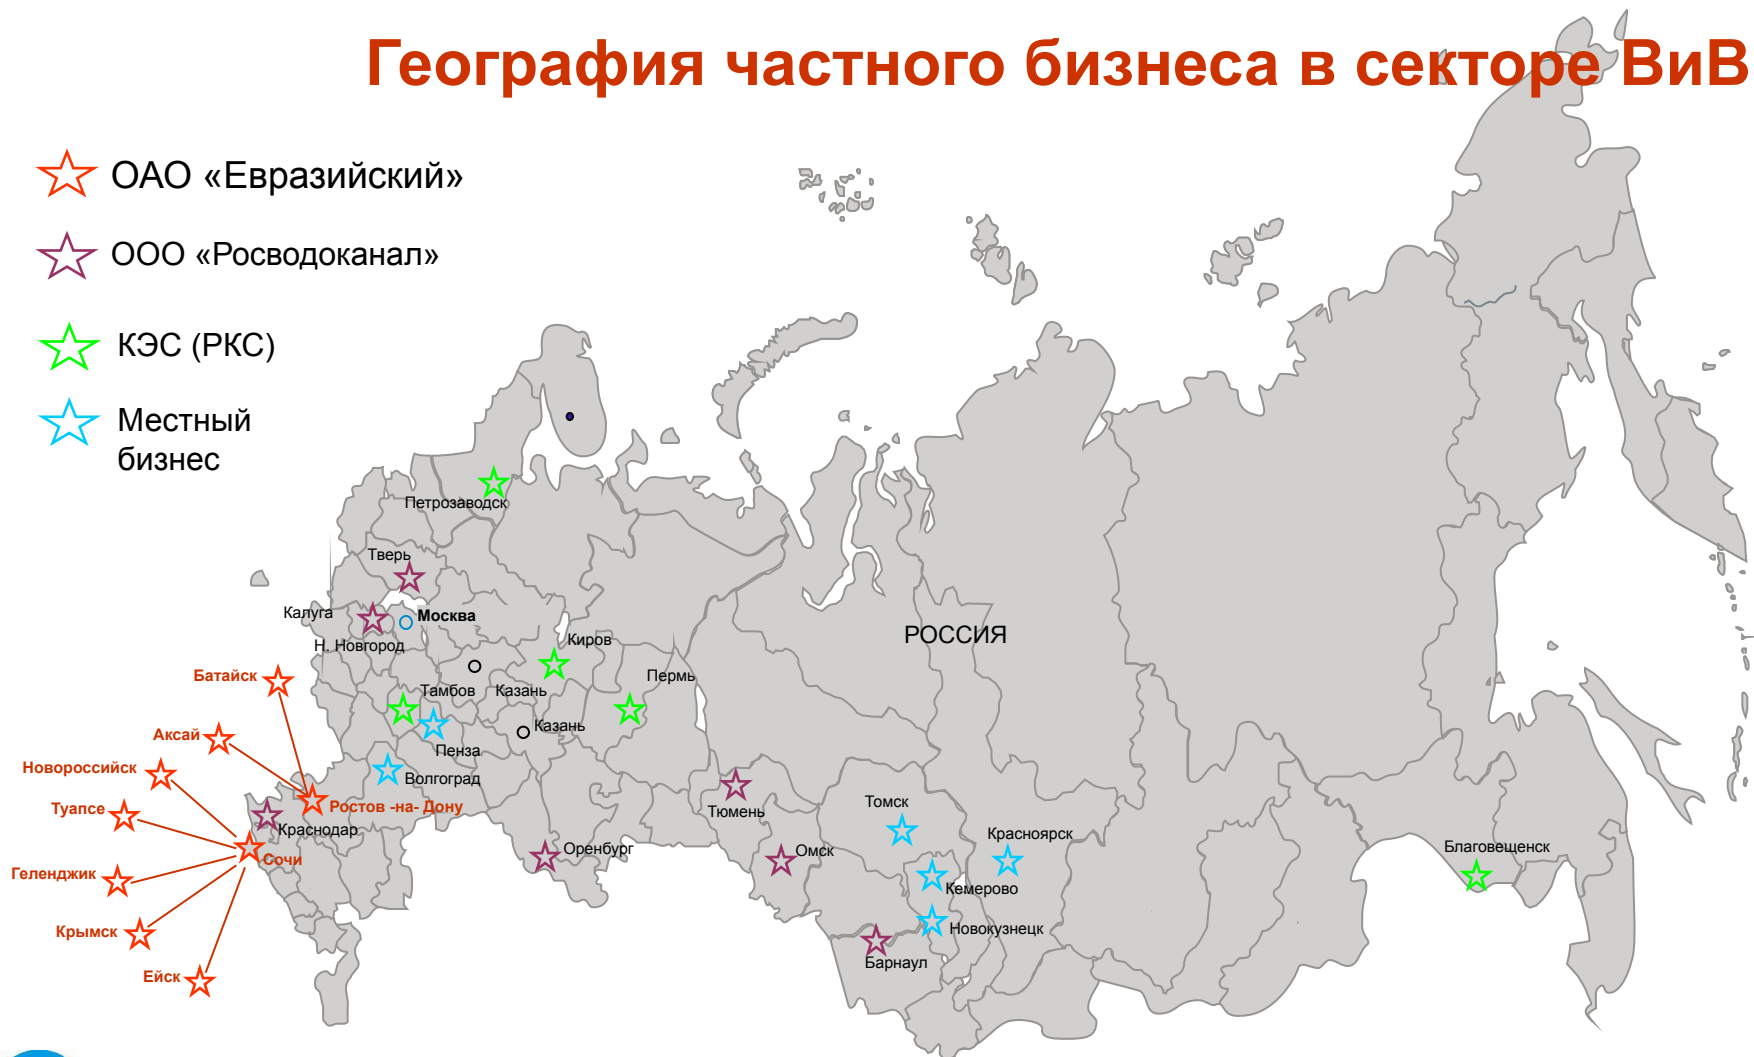 География частного бизнеса в секторе ВиВ
ОАО «Евразийский»
ООО «Росводоканал»
КЭС (РКС)
Местный
бизнес
Петрозаводск
Тверь
Калуга
Москва
Н. Новгород
Киров
РОССИЯ
Батайск
Тамбов
Казань
Пермь
Аксай
Казань
Пенза
Новороссийск
Волгоград
Туапсе
Ростов -на- Дону
Тюмень
Томск
Краснодар
Красноярск
Сочи
Оренбург
Омск
Благовещенск
Геленджик
Кемерово
Крымск
Новокузнецк
Барнаул
Ейск